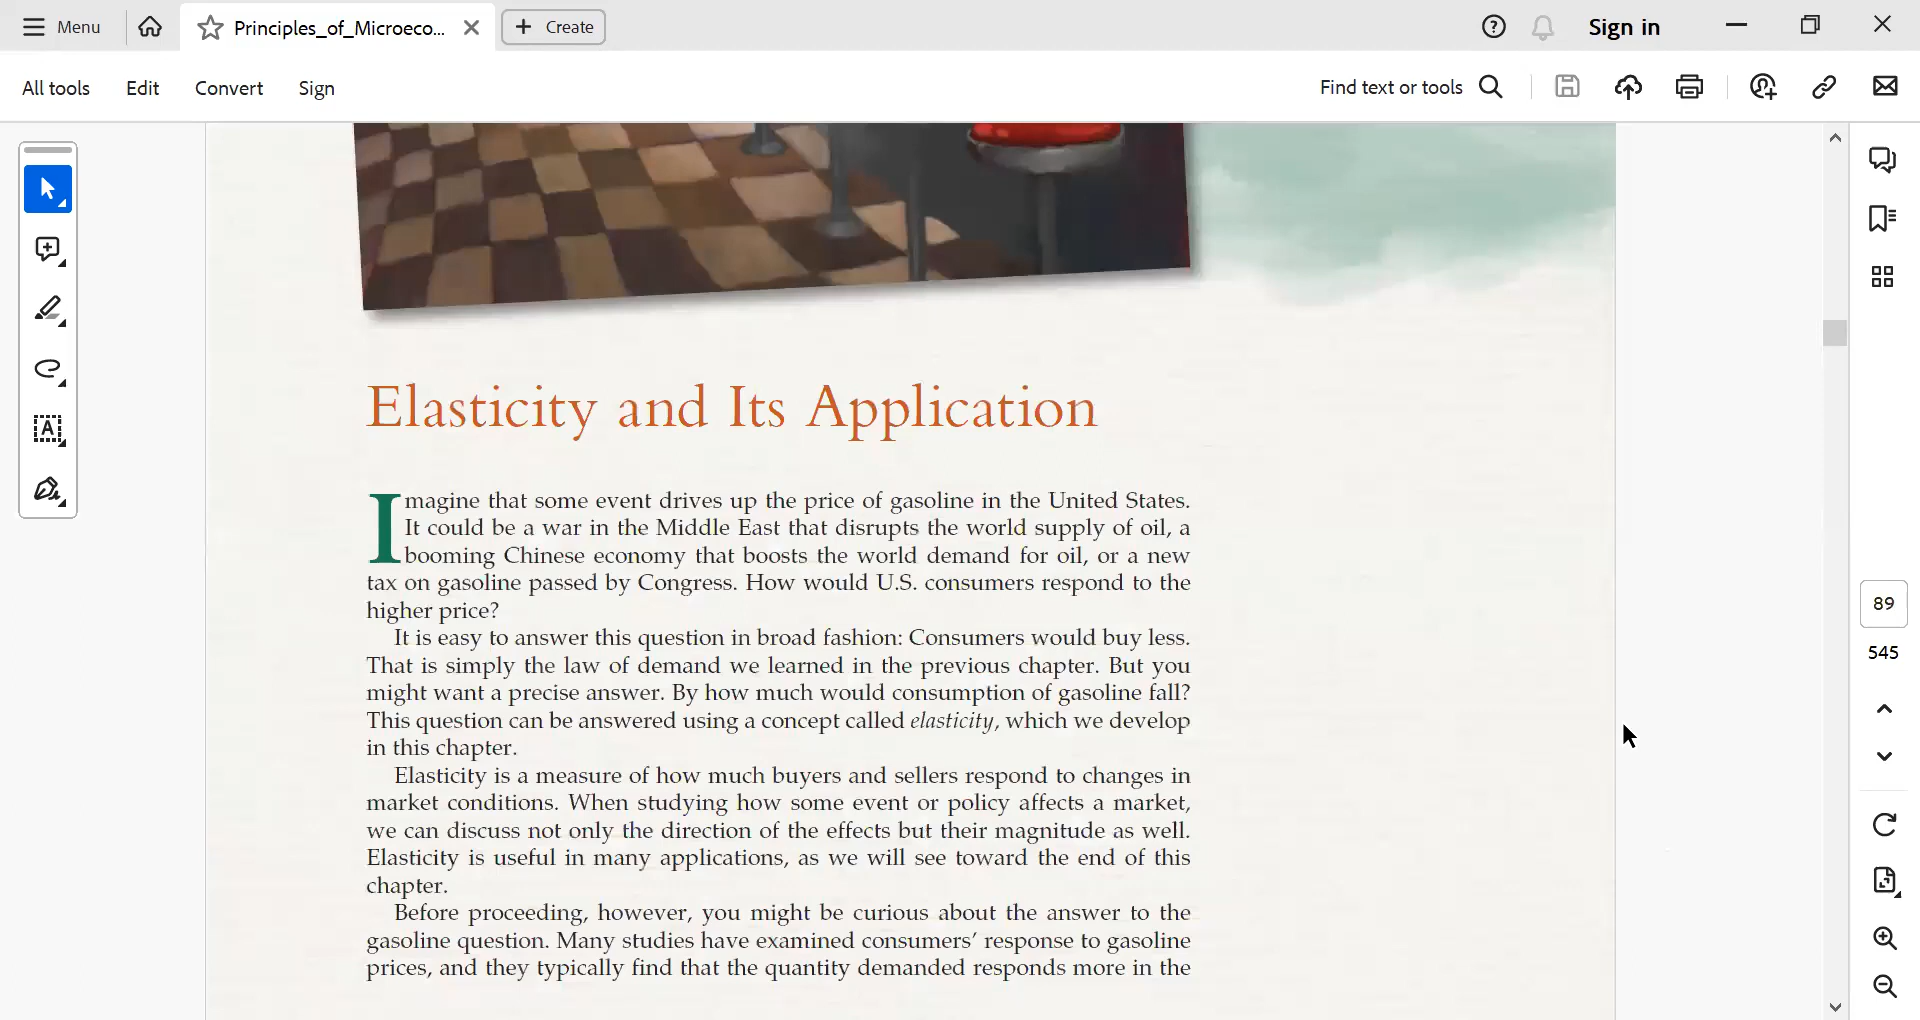 Menu
Principles_of_Microeco...
Create
Sign in
All tools
Edit
Convert
Sign
Find text or tools
Elasticity and Its Application
Imagine that some event drives up the price of gasoline in the United States.
It could be a war in the Middle East that disrupts the world supply of oil, a
booming Chinese economy that boosts the world demand for oil, or a new
tax on gasoline passed by Congress. How would U.S. consumers respond to the
higher price?
It is easy to answer this question in broad fashion: Consumers would buy less.
That is simply the law of demand we learned in the previous chapter. But you
might want a precise answer. By how much would consumption of gasoline fall?
This question can be answered using a concept called elasticity, which we develop
in this chapter.
Elasticity is a measure of how much buyers and sellers respond to changes in
market conditions. When studying how some event or policy affects a market,
we can discuss not only the direction of the effects but their magnitude as well.
Elasticity is useful in many applications, as we will see toward the end of this
chapter.
Before proceeding, however, you might be curious about the answer to the
gasoline question. Many studies have examined consumers’ response to gasoline
prices, and they typically find that the quantity demanded responds more in the
89
545